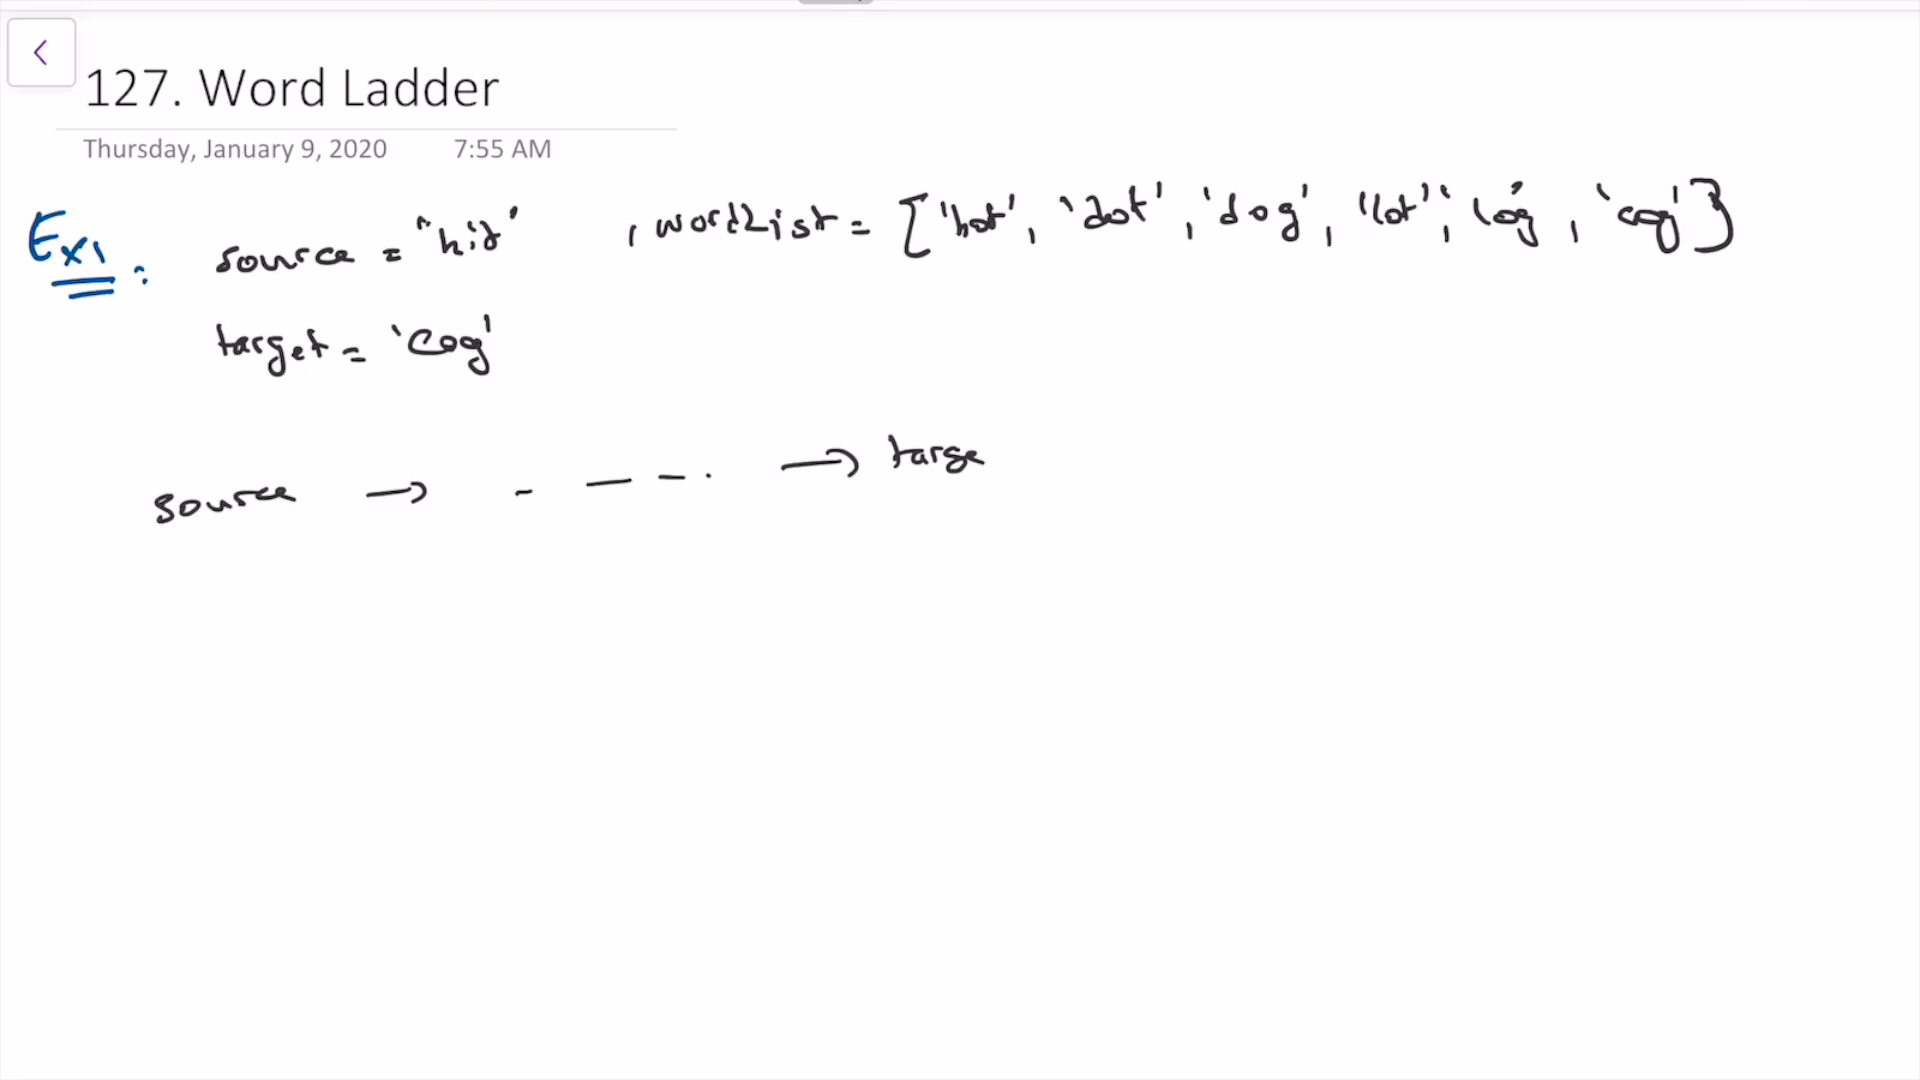 127. Word Ladder
Thursday, January 9, 2020 7:55 AM
Ex1: source = "hit" , wordList = ['hot', 'dot', 'dog', 'lot', 'log', 'cog']
target = 'cog'
source → - — - . → targe